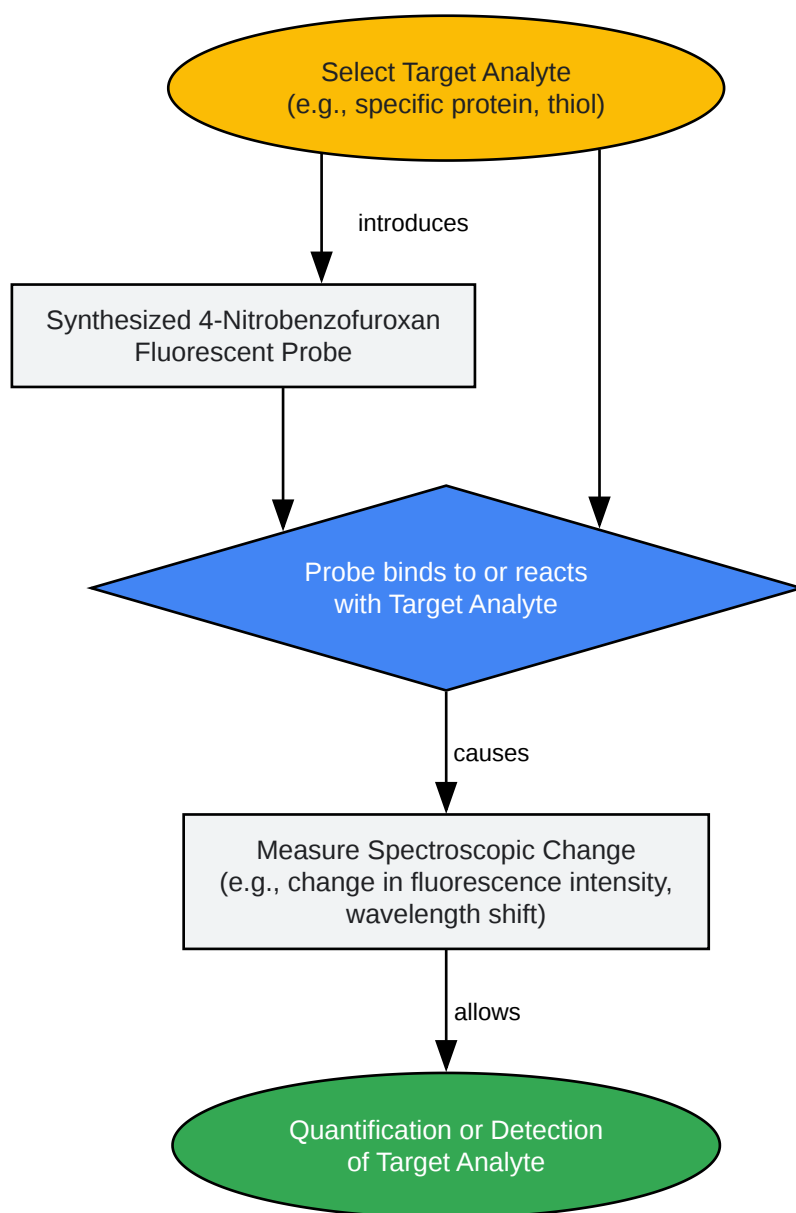 Select Target Analyte
(e.g., specific protein, thiol)
introduces
Synthesized 4-Nitrobenzofuroxan
Fluorescent Probe
Probe binds to or reacts
with Target Analyte
causes
Measure Spectroscopic Change
(e.g., change in fluorescence intensity,
wavelength shift)
allows
Quantification or Detection
of Target Analyte